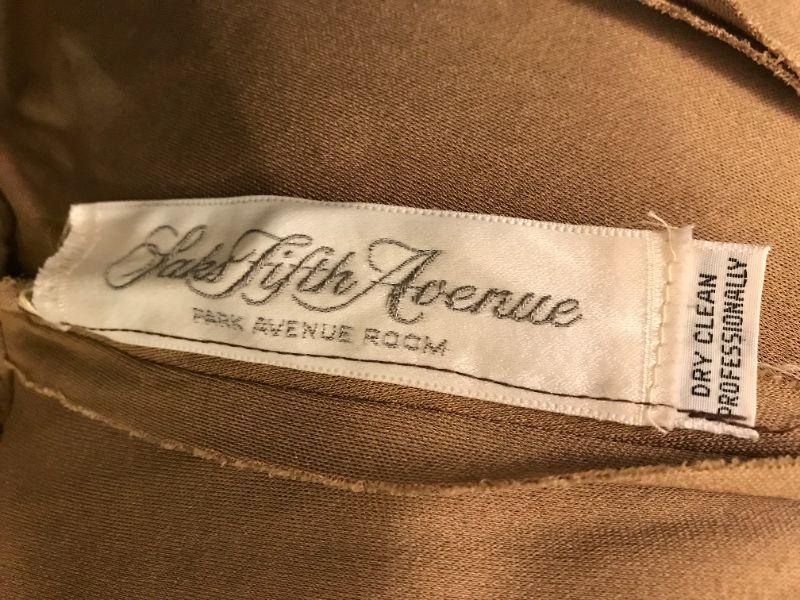 Saks Fifth Avenue
PARK AVENUE ROOM
DRY CLEAN
PROFESSIONALLY